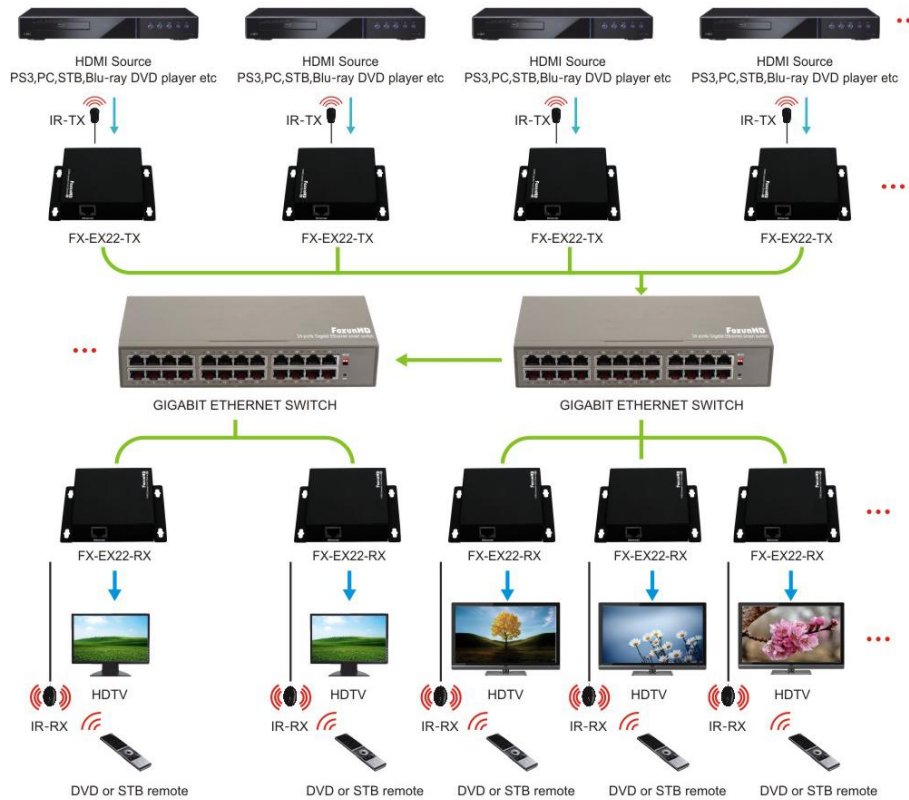 HDMI Source
PS3,PC,STB,Blu-ray DVD player etc
HDMI Source
PS3,PC,STB,Blu-ray DVD player etc
HDMI Source
PS3,PC,STB,Blu-ray DVD player etc
HDMI Source
PS3,PC,STB,Blu-ray DVD player etc
IR-TX
IR-TX
IR-TX
IR-TX
FX-EX22-TX
FX-EX22-TX
FX-EX22-TX
FX-EX22-TX
FoxunHD
FoxunHD
GIGABIT ETHERNET SWITCH
GIGABIT ETHERNET SWITCH
FX-EX22-RX
FX-EX22-RX
FX-EX22-RX
FX-EX22-RX
FX-EX22-RX
HDTV
HDTV
HDTV
HDTV
HDTV
IR-RX
IR-RX
IR-RX
IR-RX
IR-RX
DVD or STB remote
DVD or STB remote
DVD or STB remote
DVD or STB remote
DVD or STB remote